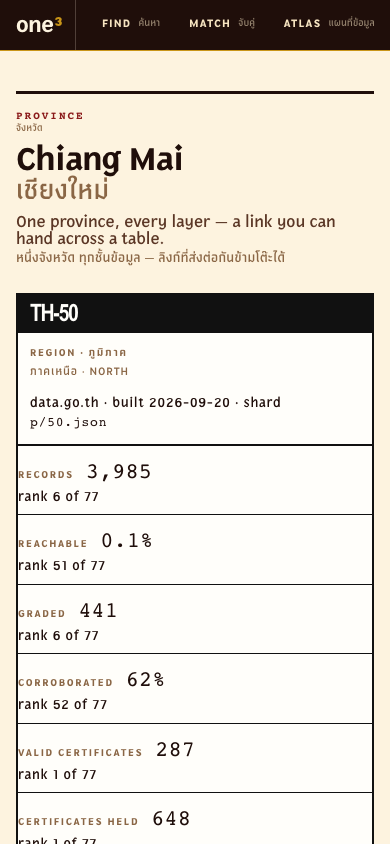 one³ FIND ค้นหา MATCH จับคู่ ATLAS แผนที่ข้อมูล
PROVINCE
จังหวัด
Chiang Mai
เชียงใหม่
One province, every layer — a link you can
hand across a table.
หนึ่งจังหวัด ทุกชั้นข้อมูล — ลิงก์ที่ส่งต่อกันข้ามโต๊ะได้
TH-50
REGION · ภูมิภาค
ภาคเหนือ · NORTH
data.go.th · built 2026-09-20 · shard
p/50.json
RECORDS 3,985
rank 6 of 77
REACHABLE 0.1%
rank 51 of 77
GRADED 441
rank 6 of 77
CORROBORATED 62%
rank 52 of 77
VALID CERTIFICATES 287
rank 1 of 77
CERTIFICATES HELD 648
rank 1 of 77